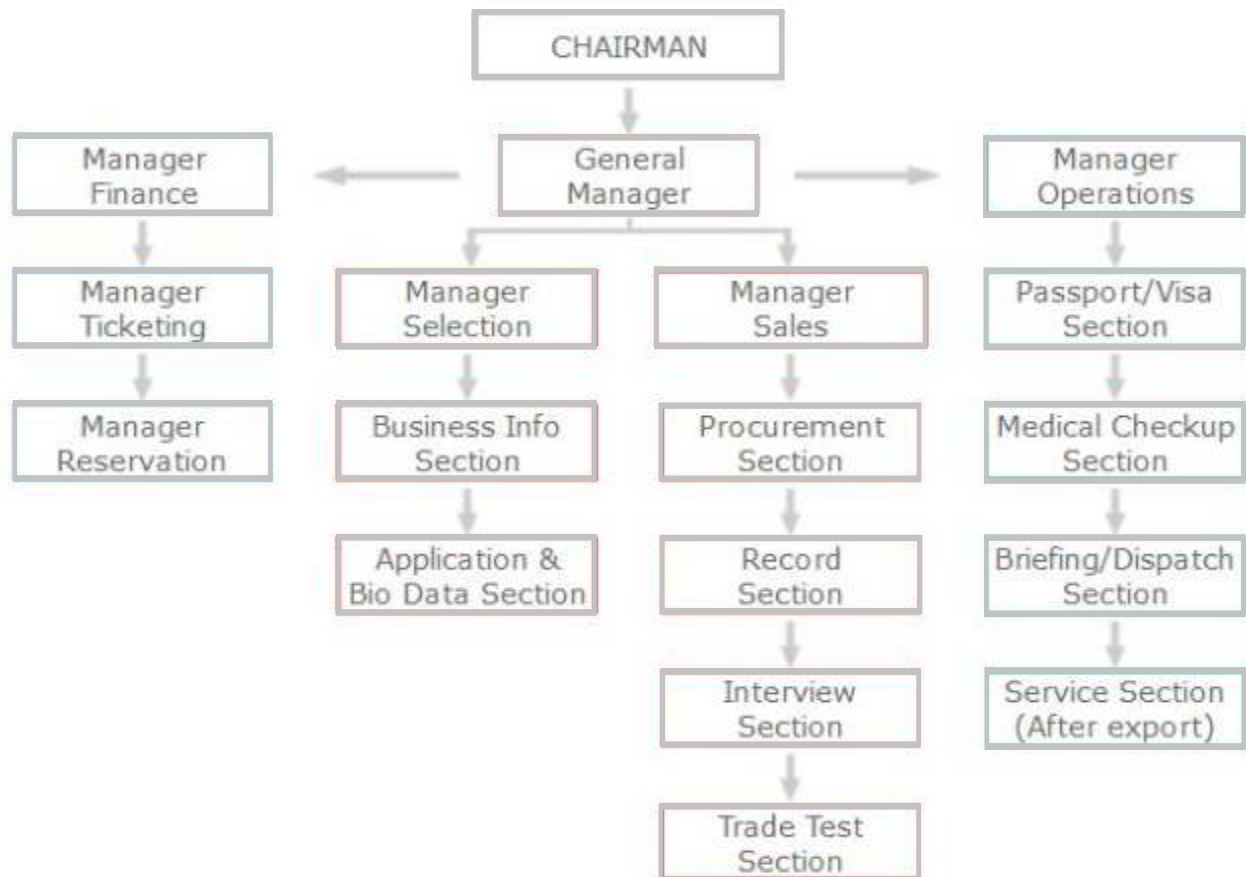 CHAIRMAN
Manager
Finance
General
Manager
Manager
Operations
Manager
Ticketing
Manager
Selection
Manager
Sales
Passport/Visa
Section
Manager
Reservation
Business Info
Section
Procurement
Section
Medical Checkup
Section
Application &
Bio Data Section
Record
Section
Briefing/Dispatch
Section
Interview
Section
Service Section
(After export)
Trade Test
Section